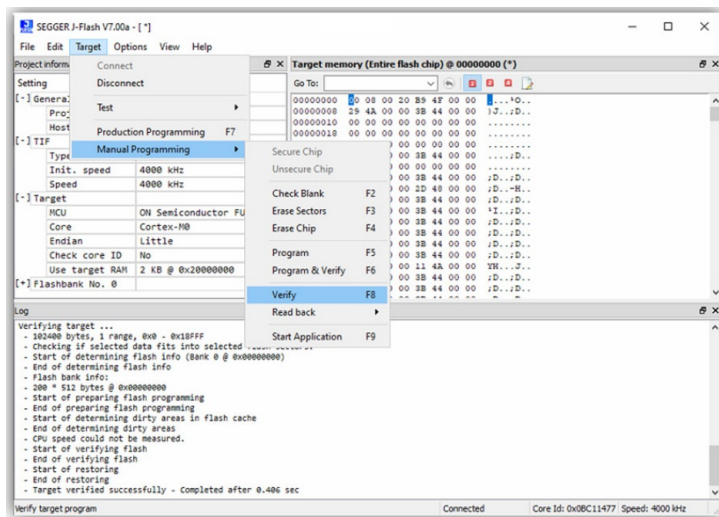 SEGGER J-Flash V7.00a - [ *]
File Edit Target Options View Help
Connect
Disconnect
Test
Production Programming F7
Manual Programming
Secure Chip
Unsecure Chip
Check Blank F2
Erase Sectors F3
Erase Chip F4
Program F5
Program & Verify F6
Verify F8
Read back
Start Application F9
Setting
[-] General
Host
[-] TIF
Type
Init. speed 4000 kHz
Speed 4000 kHz
[-] Target
MCU ON Semiconductor FU
Core Cortex-M0
Endian Little
Check core ID No
Use target RAM 2 KB @ 0x20000000
[+] Flashbank No. 0
Target memory (Entire flash chip) @ 00000000 (*)
Go To:
00000000 00 08 00 20 B9 4F 00 00
00000008 29 4A 00 00 3B 44 00 00
00000010 00 00 00 00 00 00 00 00
00000018 00 00 00 00 00 00 00 00
Log
Verifying target ...
- 102400 bytes, 1 range, 0x0 - 0x18FFF
- Checking if selected data fits into selected flash sectors.
- Start of determining flash info (Bank 0 @ 0x00000000)
- End of determining flash info
- Flash bank info:
- 200 * 512 bytes @ 0x00000000
- Start of preparing flash programming
- End of preparing flash programming
- Start of determining dirty areas in flash cache
- End of determining dirty areas
- CPU speed could not be measured.
- Start of verifying flash
- End of verifying flash
- Start of restoring
- End of restoring
- Target verified successfully - Completed after 0.406 sec
Verify target program Connected Core Id: 0x0BC11477 Speed: 4000 kHz